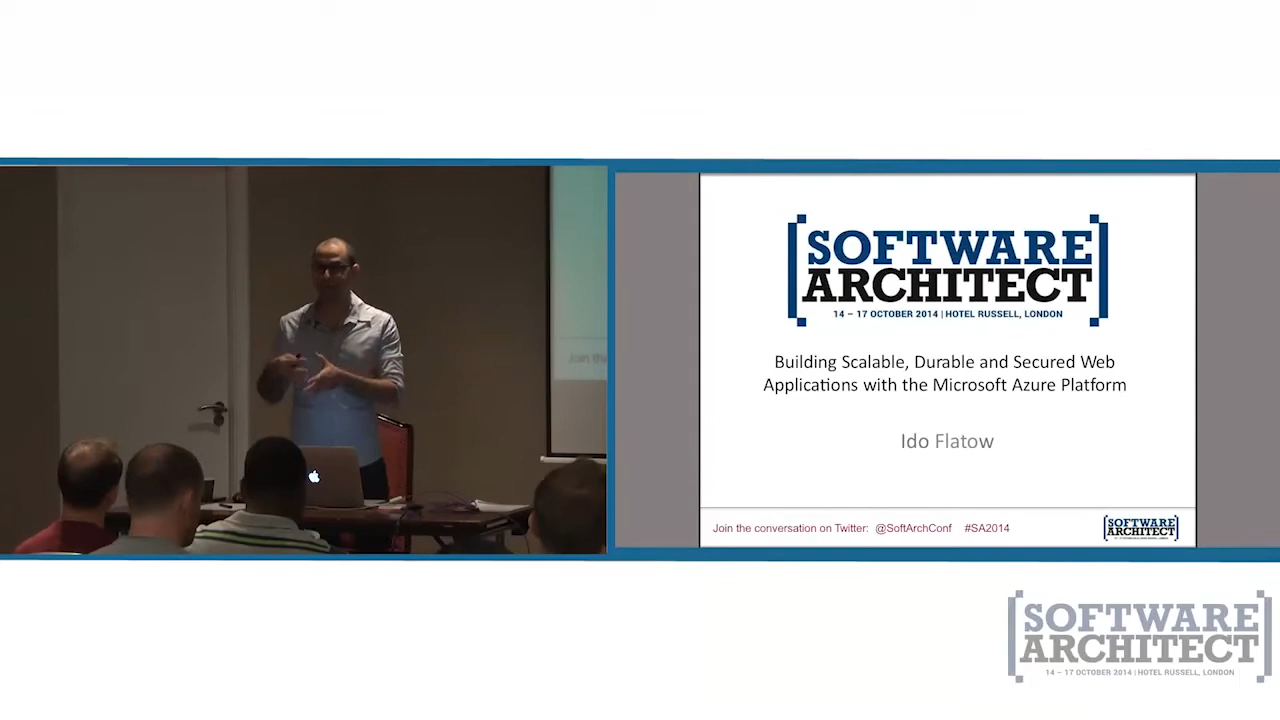 Join the
SOFTWARE
ARCHITECT
14 – 17 OCTOBER 2014 | HOTEL RUSSELL, LONDON
Building Scalable, Durable and Secured Web
Applications with the Microsoft Azure Platform
Ido Flatow
Join the conversation on Twitter: @SoftArchConf #SA2014
SOFTWARE
ARCHITECT
SOFTWARE
ARCHITECT
14 – 17 OCTOBER 2014 | HOTEL RUSSELL, LONDON